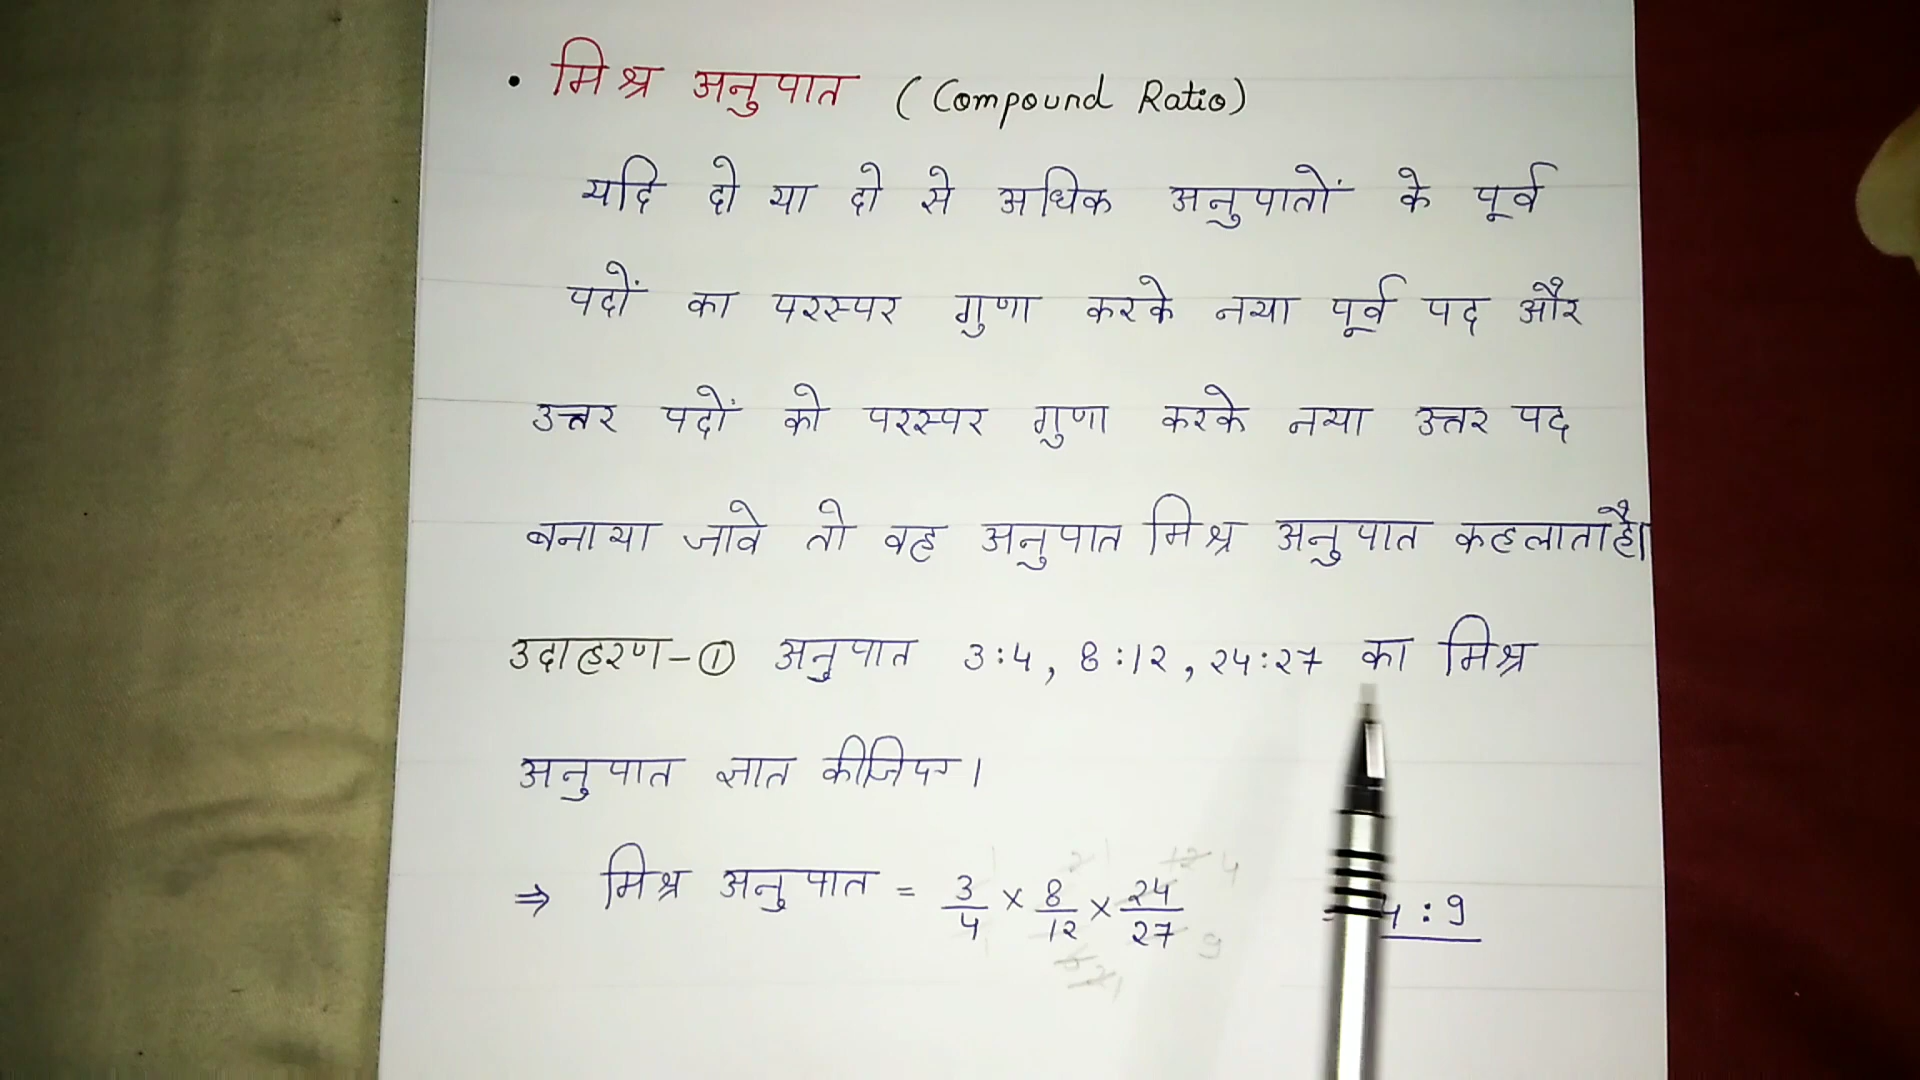 • मिश्र अनुपात (Compound Ratio)
यदि दो या दो से अधिक अनुपातों के पूर्व
पदों का परस्पर गुणा करके नया पूर्व पद और
उत्तर पदों को परस्पर गुणा करके नया उत्तर पद
बनाया जावे तो वह अनुपात मिश्र अनुपात कहलाता है।
उदाहरण-① अनुपात 3:4, 8:12, 24:27 का मिश्र
अनुपात ज्ञात कीजिए।
⇒ मिश्र अनुपात = 3/4 × 8/12 × 24/27 = 4:9